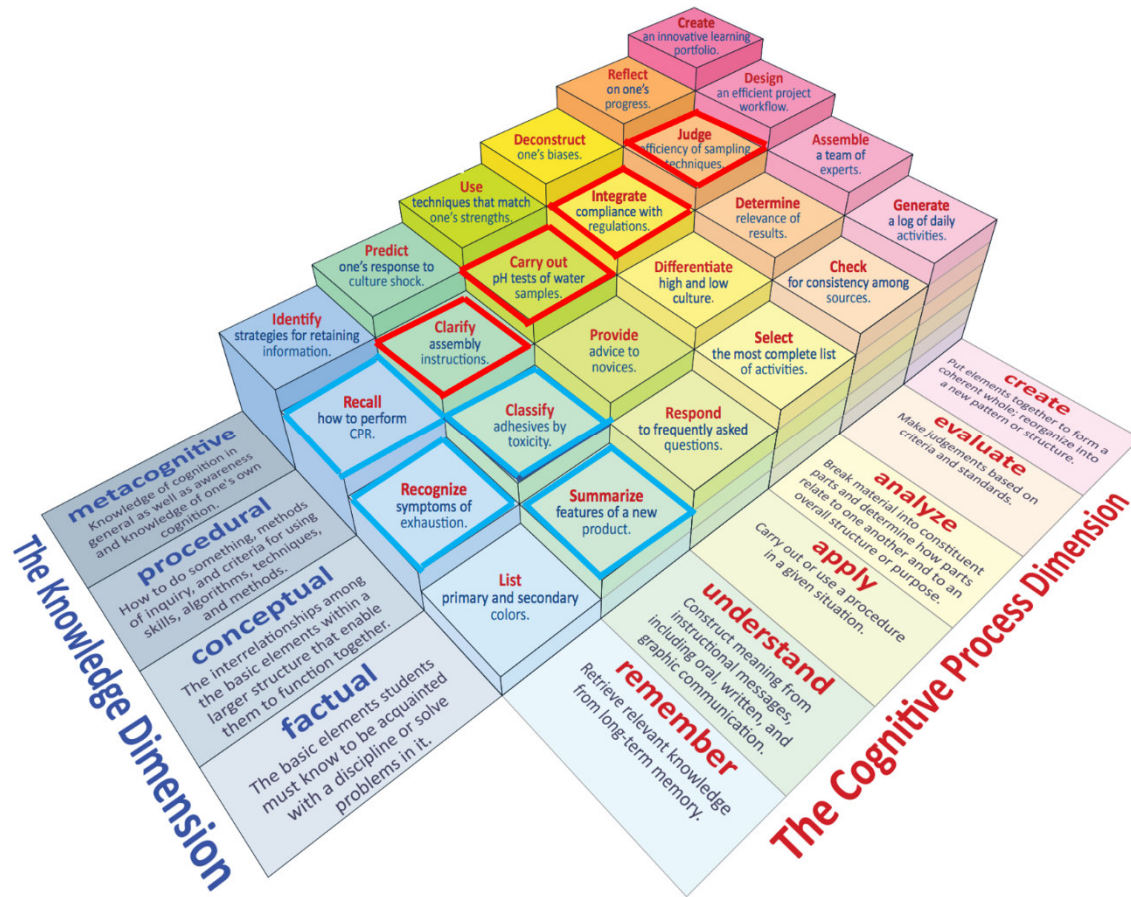 Create
an innovative learning
portfolio.
Reflect
on one's
progress.
Design
an efficient project
workflow.
Deconstruct
one's biases.
Judge
efficiency of sampling
techniques.
Assemble
a team of
experts.
Use
techniques that match
one's strengths.
Integrate
compliance with
regulations.
Determine
relevance of
results.
Generate
a log of daily
activities.
Predict
one's response to
culture shock.
Carry out
pH tests of water
samples.
Differentiate
high and low
culture.
Check
for consistency among
sources.
Identify
strategies for retaining
information.
Clarify
assembly
instructions.
Provide
advice to
novices.
Select
the most complete list
of activities.
Recall
how to perform
CPR.
Classify
adhesives by
toxicity.
Respond
to frequently asked
questions.
Recognize
symptoms of
exhaustion.
Summarize
features of a new
product.
List
primary and secondary
colors.
The Knowledge Dimension
metacognitive
Knowledge of cognition in
general as well as awareness
and knowledge of one's own
cognition.
procedural
How to do something, methods
of inquiry, and criteria for using
skills, algorithms, techniques,
and methods.
conceptual
The interrelationships among
the basic elements within a
larger structure that enable
them to function together.
factual
The basic elements students
must know to be acquainted
with a discipline or solve
problems in it.
The Cognitive Process Dimension
remember
Retrieve relevant knowledge
from long-term memory.
understand
Construct meaning from
instructional messages,
including oral, written, and
graphic communication.
apply
Carry out or use a procedure
in a given situation.
analyze
Break material into constituent
parts and determine how parts
relate to one another and to an
overall structure or purpose.
evaluate
Make judgements based on
criteria and standards.
create
Put elements together to form a
coherent whole; reorganize into
a new pattern or structure.